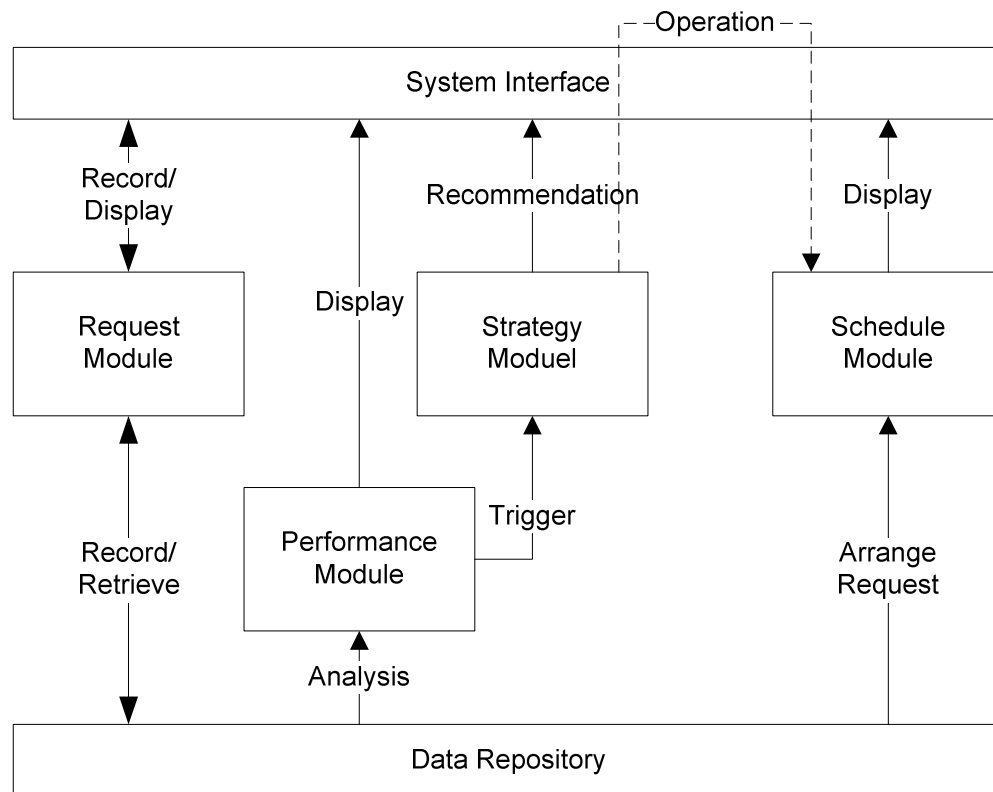 Operation
System Interface
Record/
Display
Recommendation
Display
Display
Request
Module
Strategy
Moduel
Schedule
Module
Trigger
Performance
Module
Record/
Retrieve
Arrange
Request
Analysis
Data Repository